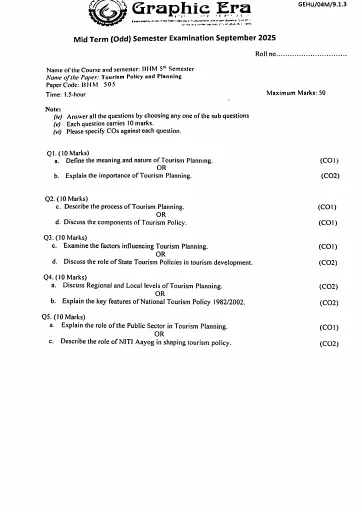 GEHU/04M/9.1.3
Graphic Era
Mid Term (Odd) Semester Examination September 2025
Roll no..............................
Name of the Course and semester: BHM 5th Semester
Name of the Paper: Tourism Policy and Planning
Paper Code: BHM 505
Time: 1.5-hour
Maximum Marks: 50
Note:
(iv) Answer all the questions by choosing any one of the sub questions
(v) Each question carries 10 marks.
(vi) Please specify COs against each question.
Q1. (10 Marks)
a. Define the meaning and nature of Tourism Planning. (CO1)
OR
b. Explain the importance of Tourism Planning. (CO2)
Q2. (10 Marks)
c. Describe the process of Tourism Planning. (CO1)
OR
d. Discuss the components of Tourism Policy. (CO1)
Q3. (10 Marks)
c. Examine the factors influencing Tourism Planning. (CO1)
OR
d. Discuss the role of State Tourism Policies in tourism development. (CO2)
Q4. (10 Marks)
a. Discuss Regional and Local levels of Tourism Planning. (CO2)
OR
b. Explain the key features of National Tourism Policy 1982/2002. (CO2)
Q5. (10 Marks)
a. Explain the role of the Public Sector in Tourism Planning. (CO1)
OR
c. Describe the role of NITI Aayog in shaping tourism policy. (CO2)